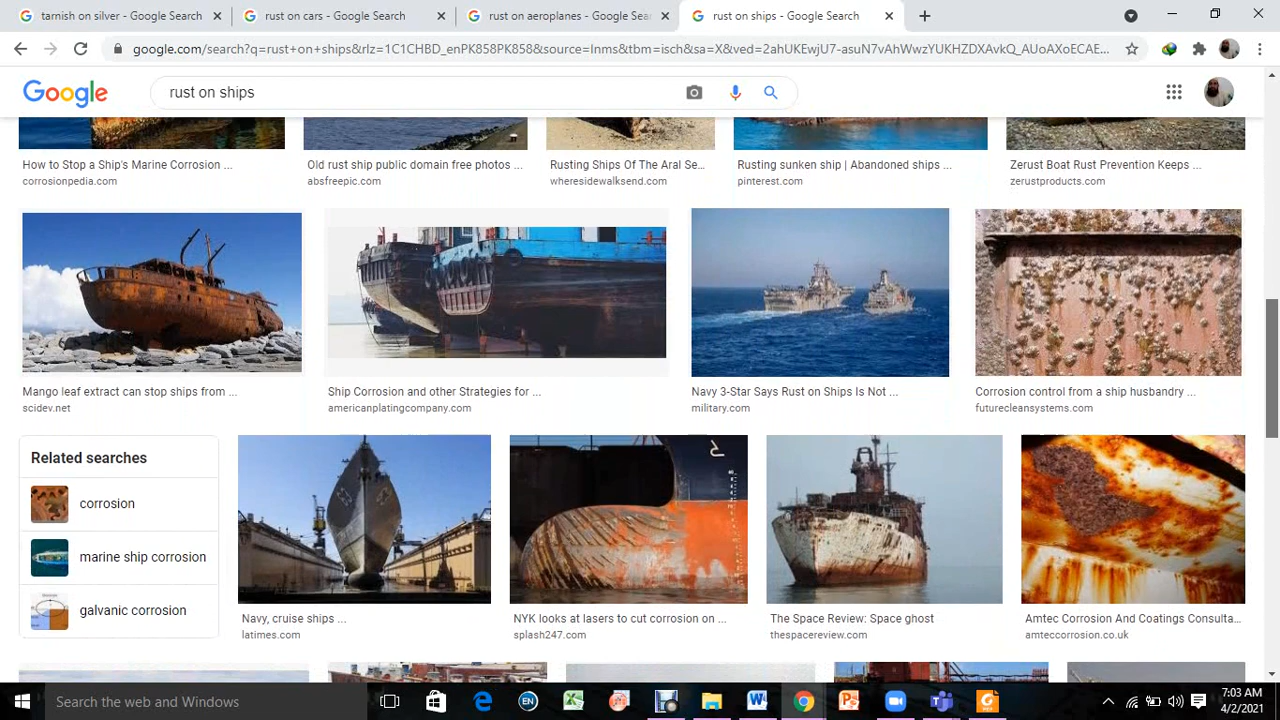 tarnish on silver - Google Search
rust on cars - Google Search
rust on aeroplanes - Google Sea
rust on ships - Google Search
google.com/search?q=rust+on+ships&rlz=1C1CHBD_enPK858PK858&source=lnms&tbm=isch&sa=X&ved=2ahUKEwjU7-asuN7vAhWwzYUKHZDXAvkQ_AUoAXoECAE...
Google
rust on ships
How to Stop a Ship's Marine Corrosion ...
corrosionpedia.com
Old rust ship public domain free photos ...
absfreepic.com
Rusting Ships Of The Aral Se...
wheresidewalksend.com
Rusting sunken ship | Abandoned ships ...
pinterest.com
Zerust Boat Rust Prevention Keeps ...
zerustproducts.com
Mango leaf extract can stop ships from ...
scidev.net
Ship Corrosion and other Strategies for ...
americanplatingcompany.com
Navy 3-Star Says Rust on Ships Is Not ...
military.com
Corrosion control from a ship husbandry ...
futurecleansystems.com
Related searches
corrosion
marine ship corrosion
galvanic corrosion
Navy, cruise ships ...
latimes.com
NYK looks at lasers to cut corrosion on ...
splash247.com
The Space Review: Space ghost
thespacereview.com
Amtec Corrosion And Coatings Consulta...
amteccorrosion.co.uk
Search the web and Windows
EN
7:03 AM
4/2/2021